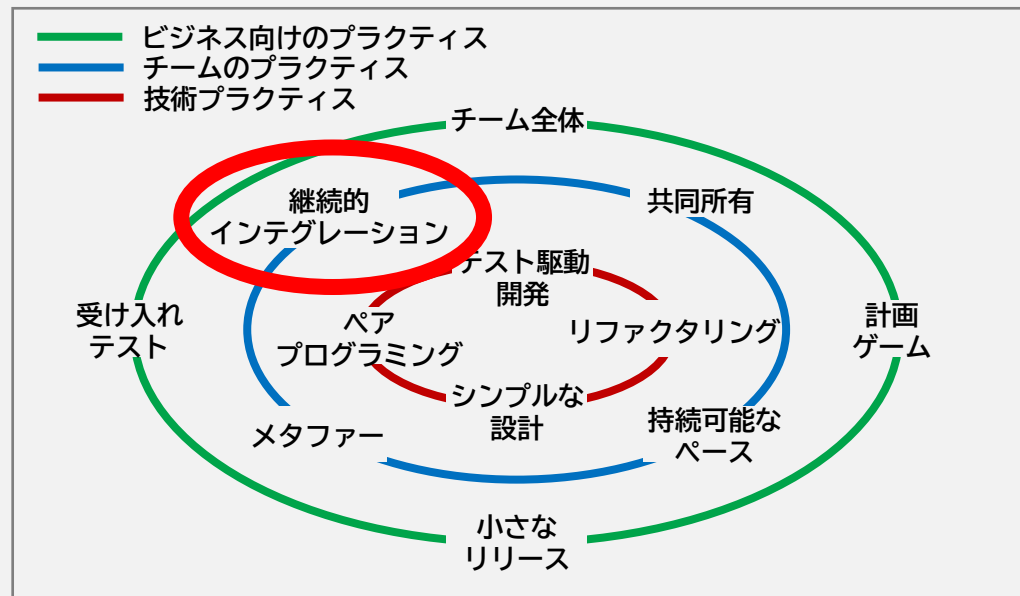 ビジネス向けのプラクティス
チームのプラクティス
技術プラクティス
チーム全体
継続的
インテグレーション
共同所有
テスト駆動
開発
受け入れ
テスト
ペア
プログラミング
リファクタリング
計画
ゲーム
シンプルな
設計
メタファー
持続可能な
ペース
小さな
リリース